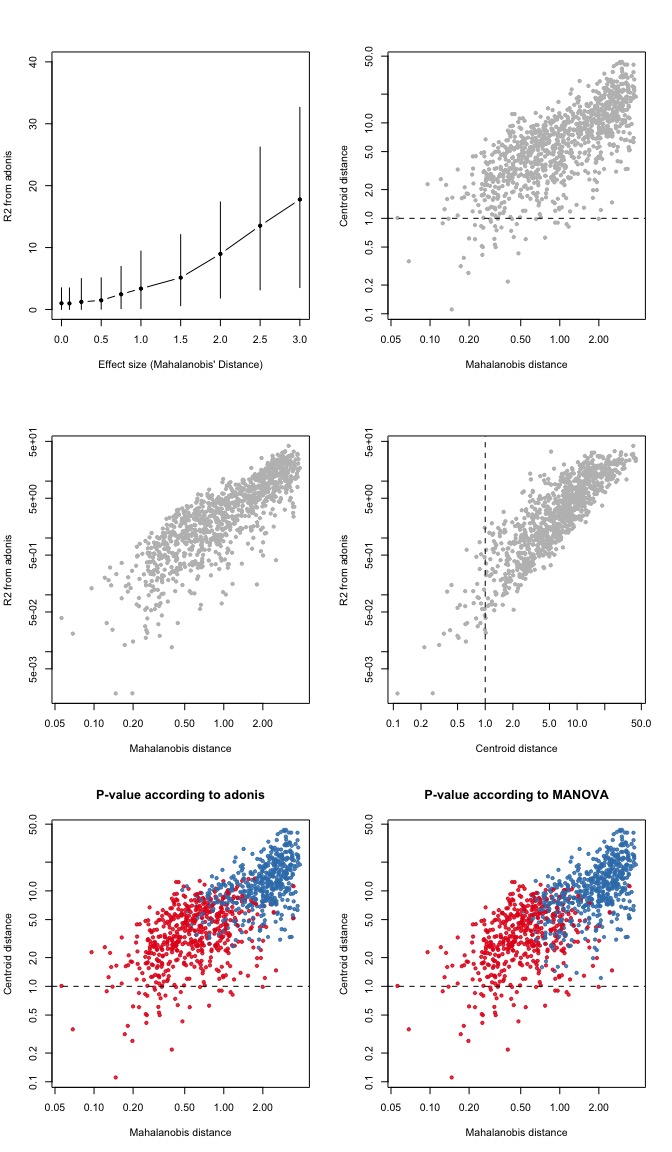 40
30
20
10
0
R2 from adonis
0.0 0.5 1.0 1.5 2.0 2.5 3.0
Effect size (Mahalanobis' Distance)
50.0
10.0
5.0
2.0
1.0
0.5
0.2
0.1
Centroid distance
0.05 0.10 0.20 0.50 1.00 2.00
Mahalanobis distance
5e+01
5e+00
5e-01
5e-02
5e-03
R2 from adonis
0.05 0.10 0.20 0.50 1.00 2.00
Mahalanobis distance
5e+01
5e+00
5e-01
5e-02
5e-03
R2 from adonis
0.1 0.2 0.5 1.0 2.0 5.0 10.0 50.0
Centroid distance
P-value according to adonis
50.0
10.0
5.0
2.0
1.0
0.5
0.2
0.1
Centroid distance
0.05 0.10 0.20 0.50 1.00 2.00
Mahalanobis distance
P-value according to MANOVA
50.0
10.0
5.0
2.0
1.0
0.5
0.2
0.1
Centroid distance
0.05 0.10 0.20 0.50 1.00 2.00
Mahalanobis distance